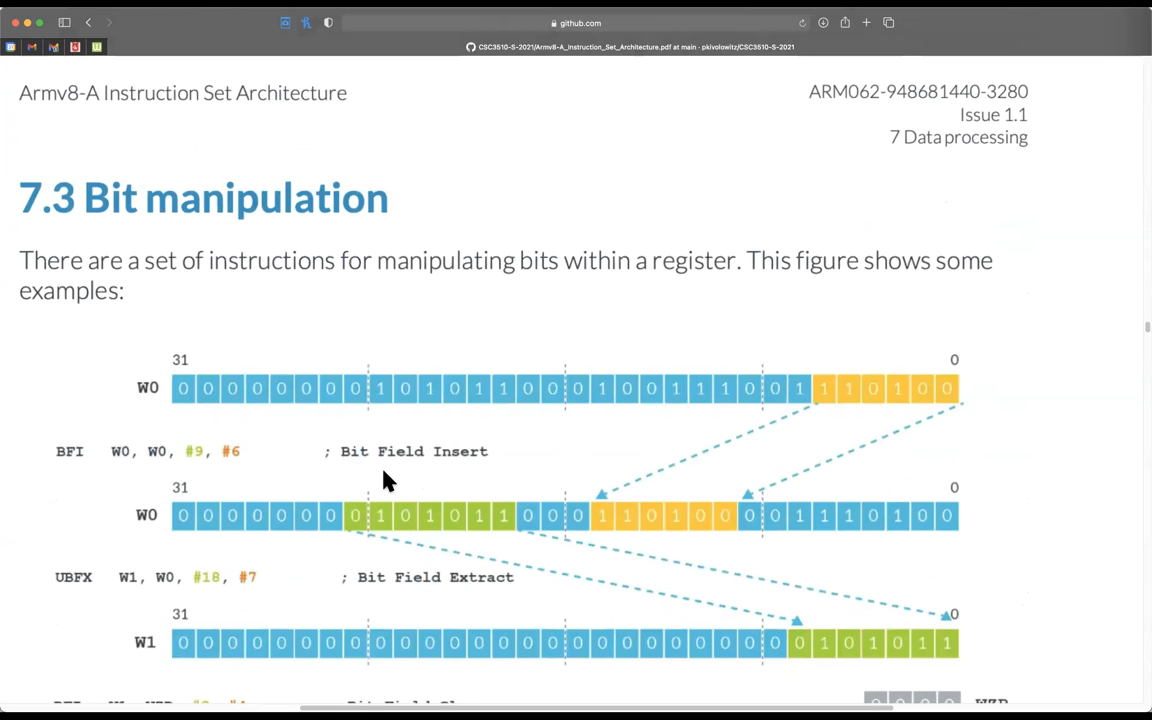 github.com
CSC3510-S-2021/Armv8-A_Instruction_Set_Architecture.pdf at main · pkivolowitz/CSC3510-S-2021
Armv8-A Instruction Set Architecture
ARM062-948681440-3280
Issue 1.1
7 Data processing
7.3 Bit manipulation
There are a set of instructions for manipulating bits within a register. This figure shows some
examples:
31 0
W0 0 0 0 0 0 0 0 0 1 0 1 0 1 1 0 0 0 1 0 0 1 1 1 0 0 1 1 1 0 1 0 0
BFI W0, W0, #9, #6 ; Bit Field Insert
31 0
W0 0 0 0 0 0 0 0 0 1 0 1 0 1 1 0 0 0 1 1 0 1 0 0 0 0 1 1 1 0 1 0 0
UBFX W1, W0, #18, #7 ; Bit Field Extract
31 0
W1 0 0 0 0 0 0 0 0 0 0 0 0 0 0 0 0 0 0 0 0 0 0 0 0 0 0 1 0 1 0 1 1